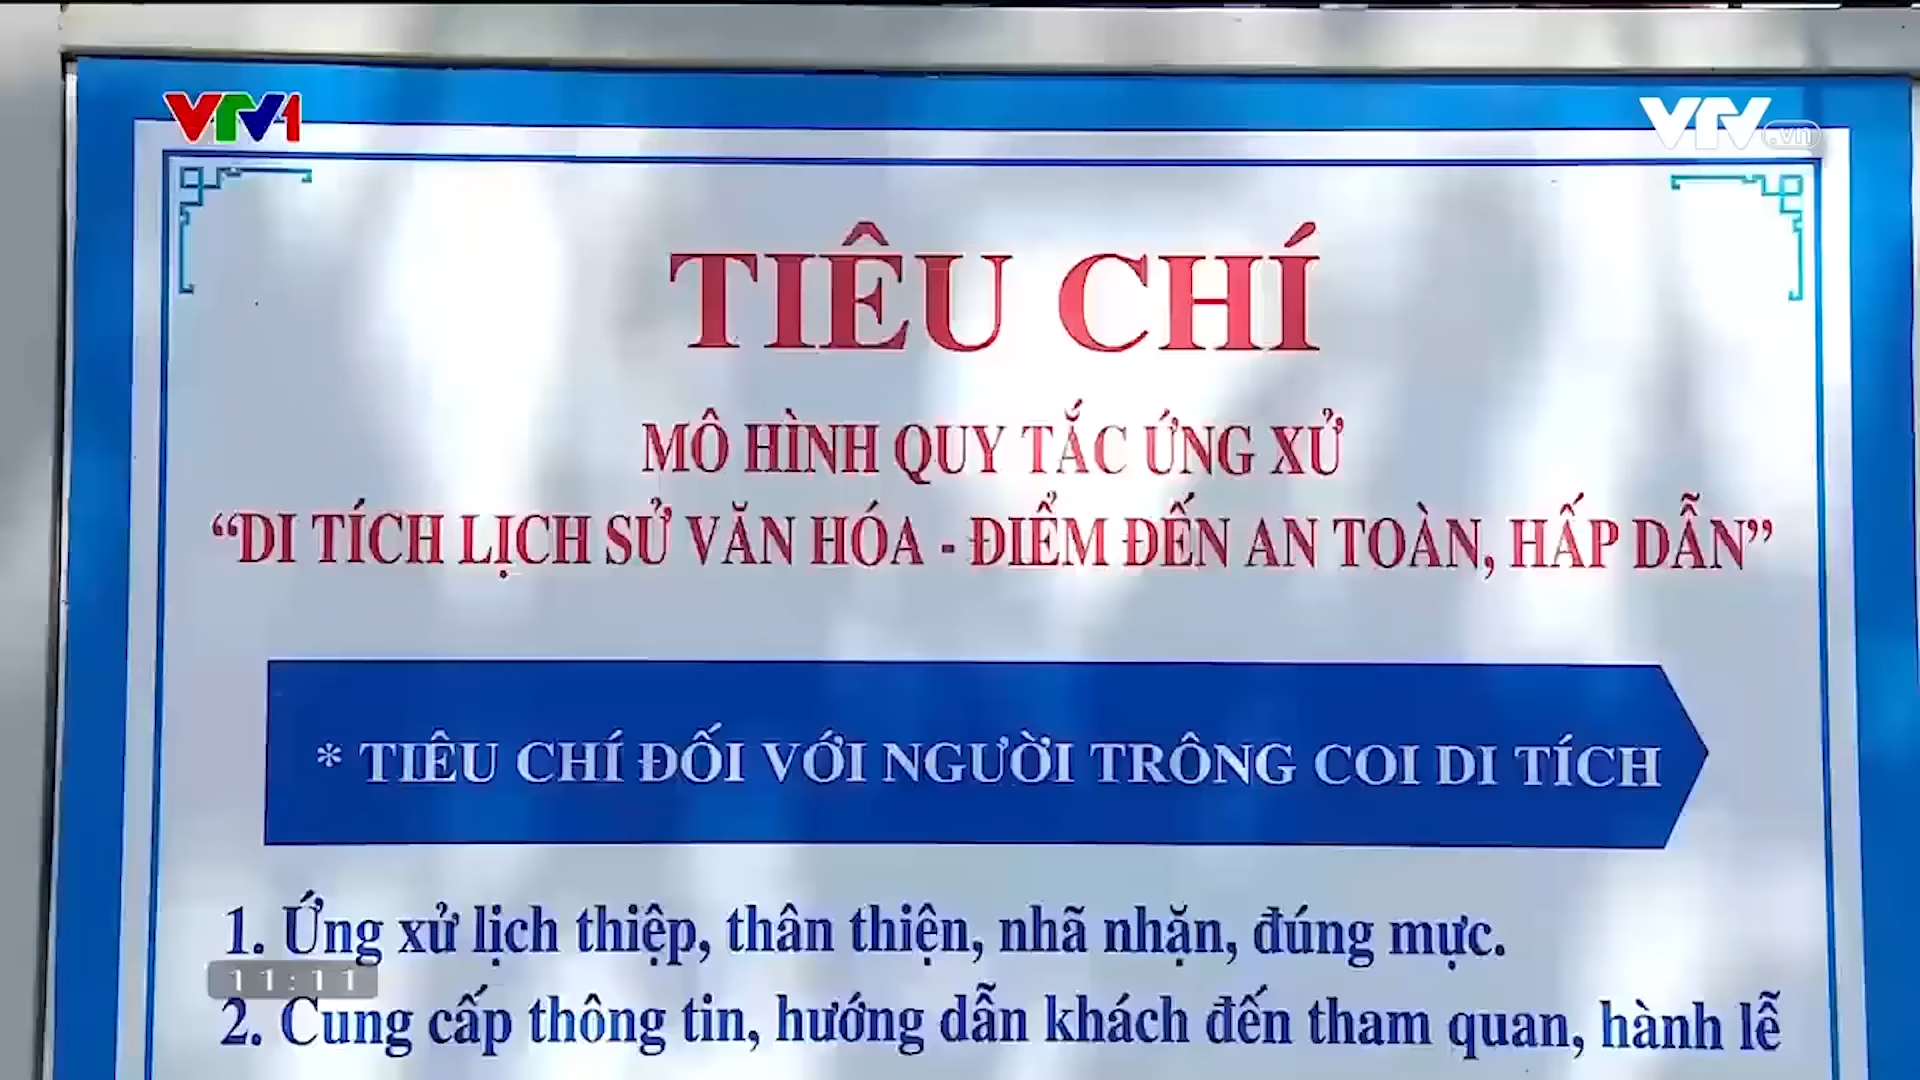 VTV1
VTV.vn
TIÊU CHÍ
MÔ HÌNH QUY TẮC ỨNG XỬ
“DI TÍCH LỊCH SỬ VĂN HÓA - ĐIỂM ĐẾN AN TOÀN, HẤP DẪN”
* TIÊU CHÍ ĐỐI VỚI NGƯỜI TRÔNG COI DI TÍCH
1. Ứng xử lịch thiệp, thân thiện, nhã nhặn, đúng mực.
11:11
2. Cung cấp thông tin, hướng dẫn khách đến tham quan, hành lễ